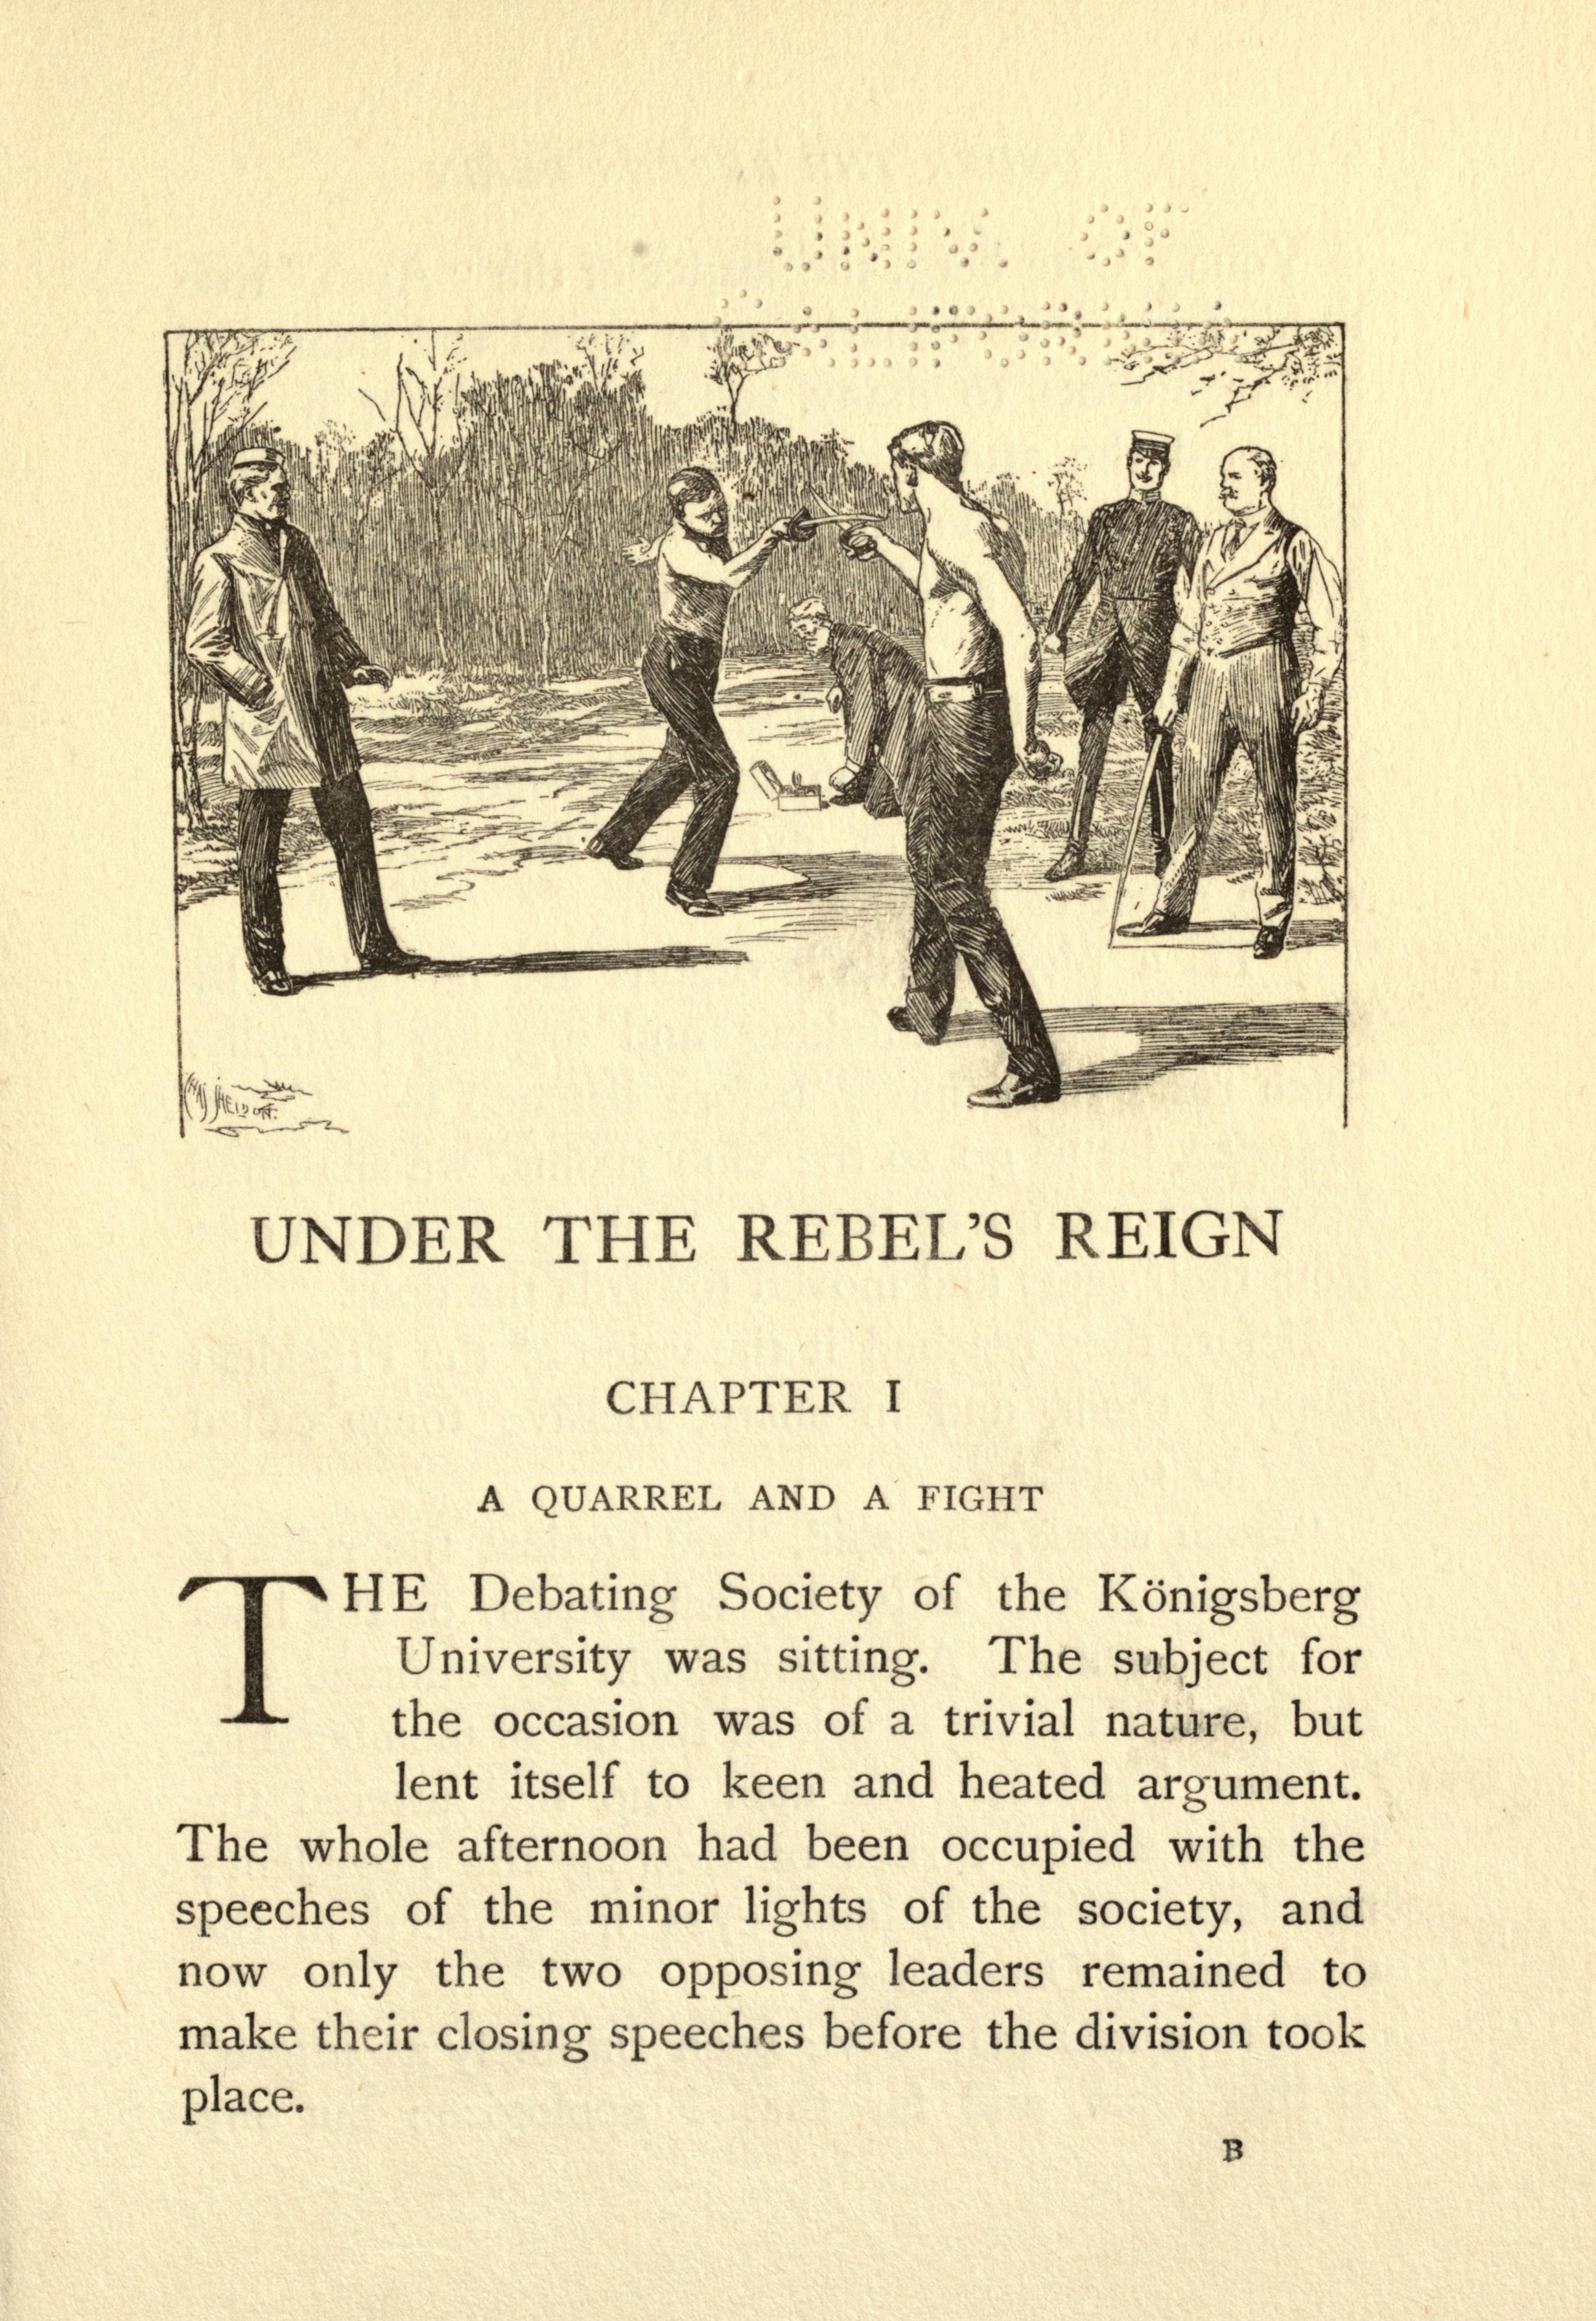 UNIV. OF
UNDER THE REBEL'S REIGN
CHAPTER I
A QUARREL AND A FIGHT
THE Debating Society of the Königsberg
University was sitting. The subject for
the occasion was of a trivial nature, but
lent itself to keen and heated argument.
The whole afternoon had been occupied with the
speeches of the minor lights of the society, and
now only the two opposing leaders remained to
make their closing speeches before the division took
place.
B